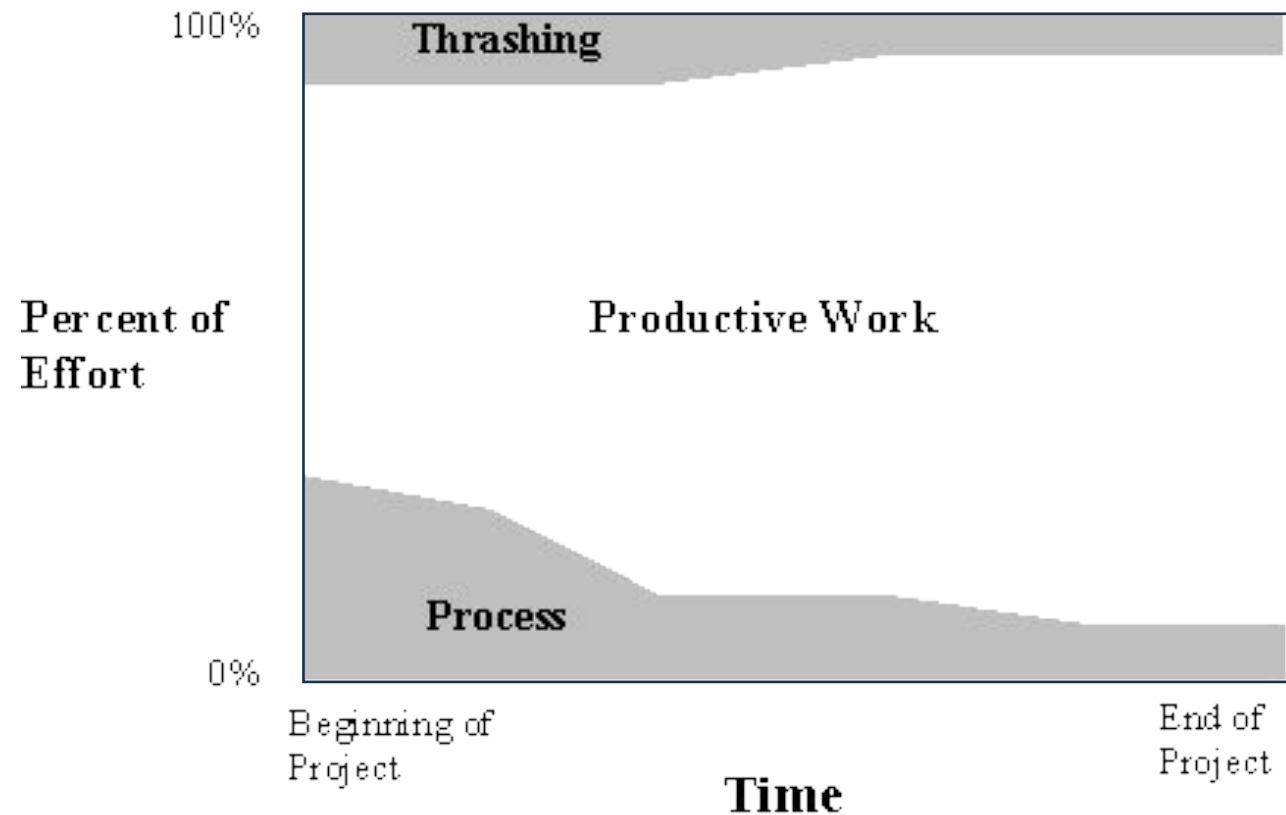 100%
Thrashing
Percent of
Effort
Productive Work
Process
0%
Beginning of
Project
End of
Project
Time